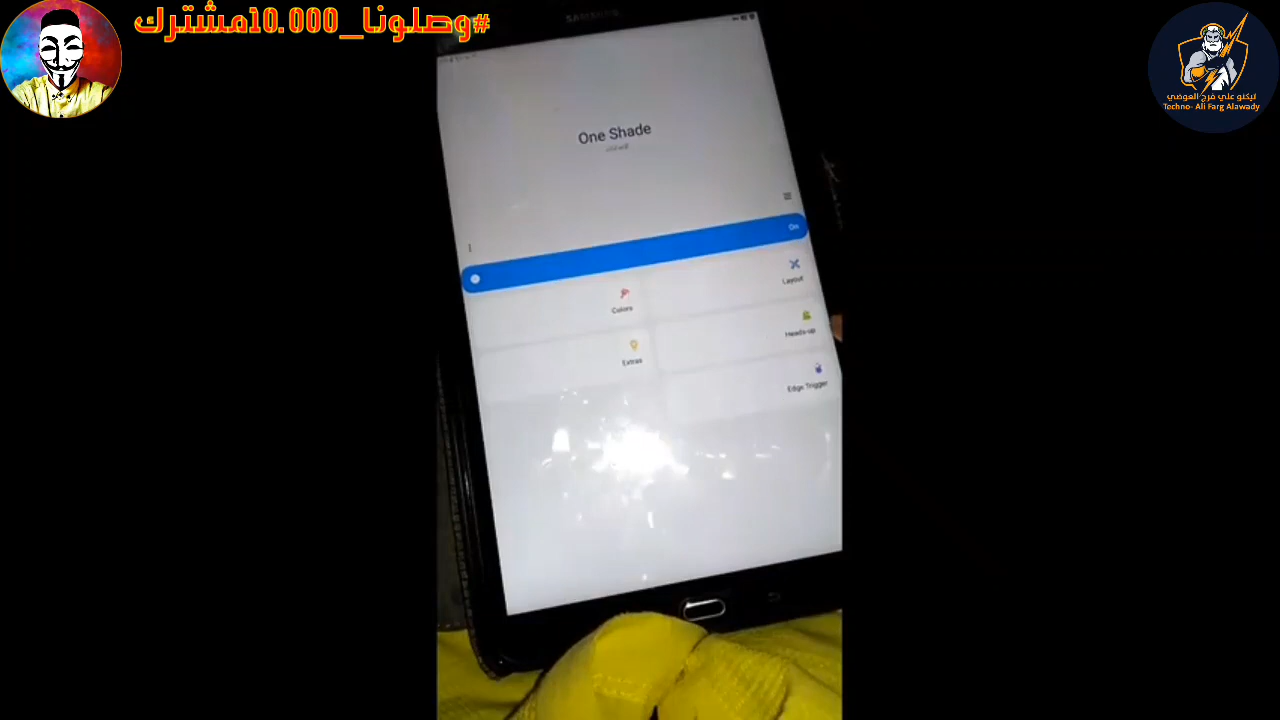 #وصلونا_10.000مشترك
تيكنو علي فرج العوضي
Techno- Ali Farg Alawady
SAMSUNG
One Shade
On
Layout
Colors
Heads-up
Extras
Edge Trigger